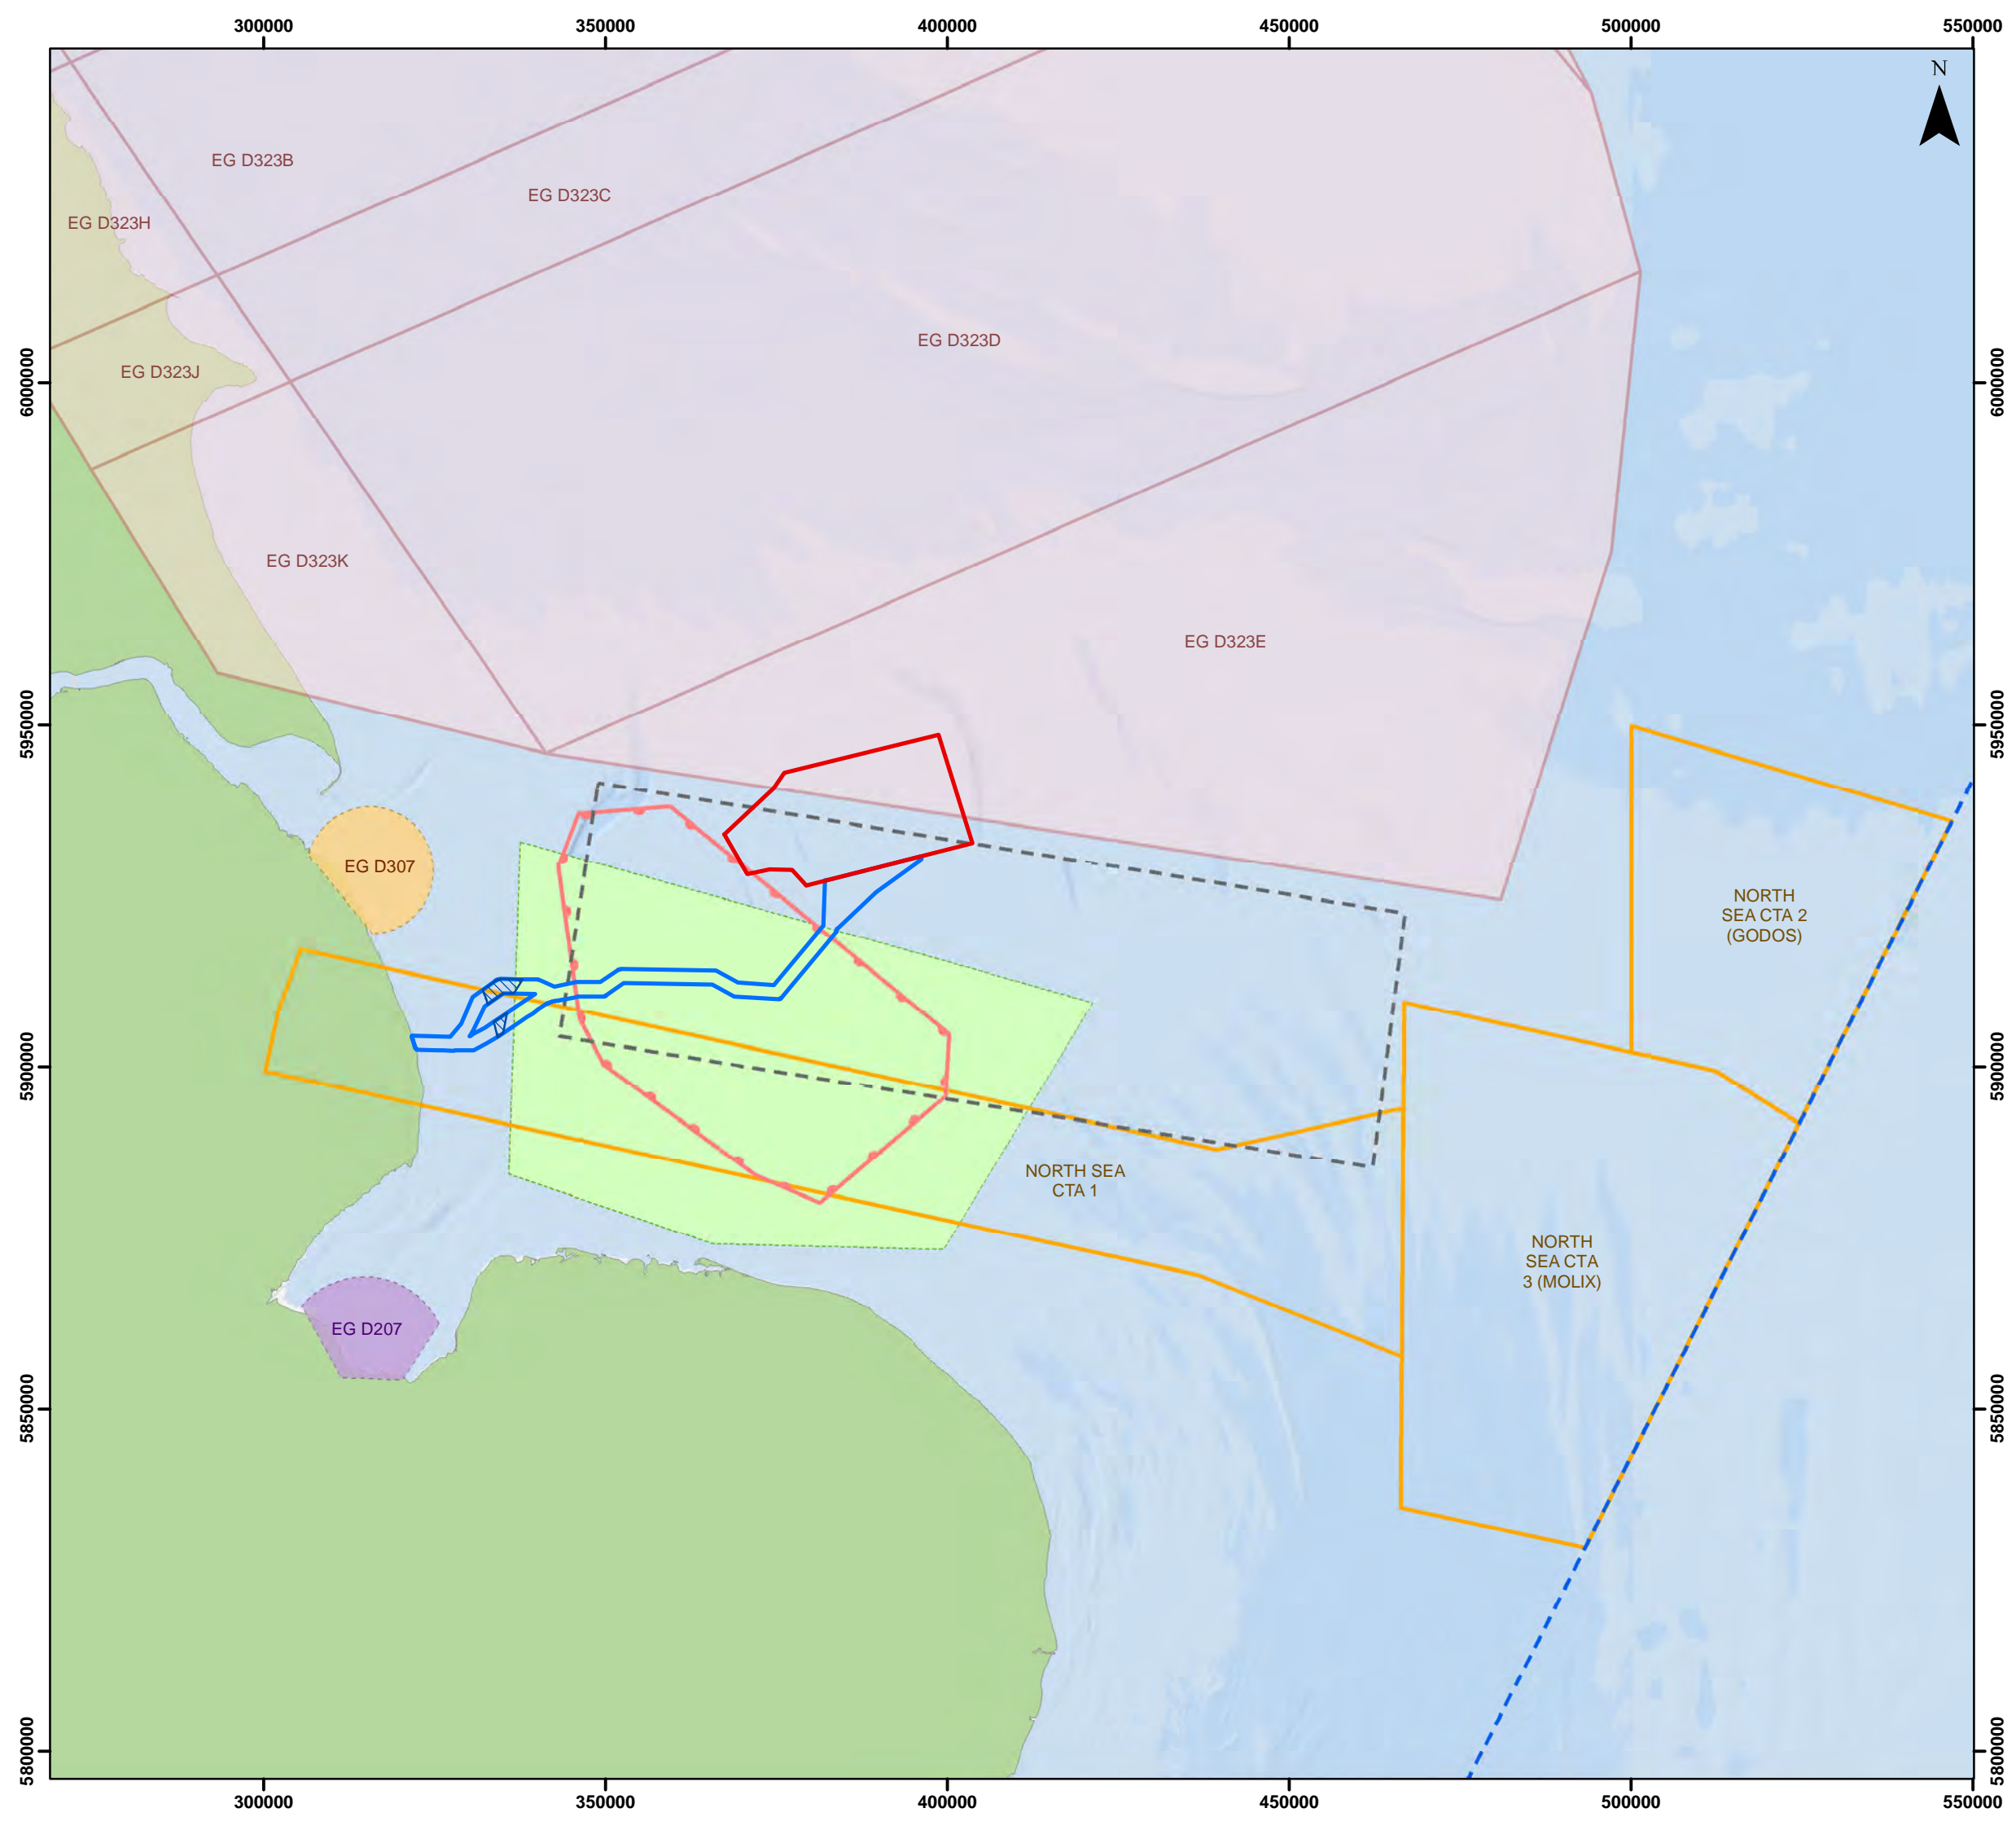 300000 350000 400000 450000 500000 550000
N
EG D323B
EG D323C
EG D323H
EG D323D
EG D323J
6000000 6000000
EG D323K
EG D323E
5950000 5950000
EG D307
NORTH
SEA CTA 2
(GODOS)
5900000 5900000
NORTH SEA
CTA 1
NORTH
SEA CTA
3 (MOLIX)
EG D207
5850000 5850000
5800000 5800000
300000 350000 400000 450000 500000 550000